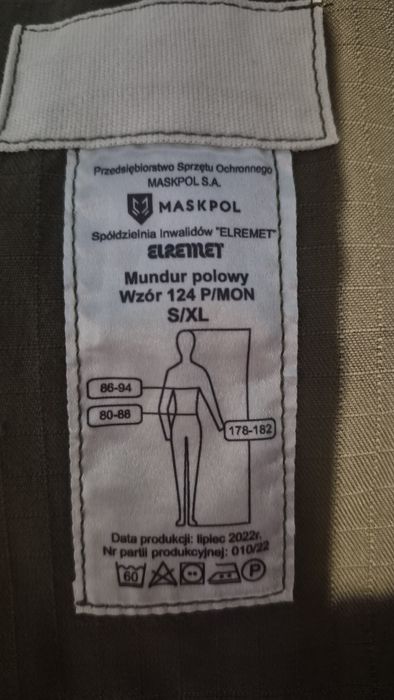 Przedsiębiorstwo Sprzętu Ochronnego
MASKPOL S.A.
MASKPOL
Spółdzielnia Inwalidów "ELREMET"
ELREMET
Mundur polowy
Wzór 124 P/MON
S/XL
86-94
80-88
178-182
Data produkcji: lipiec 2022r.
Nr partii produkcyjnej: 010/22
60 P